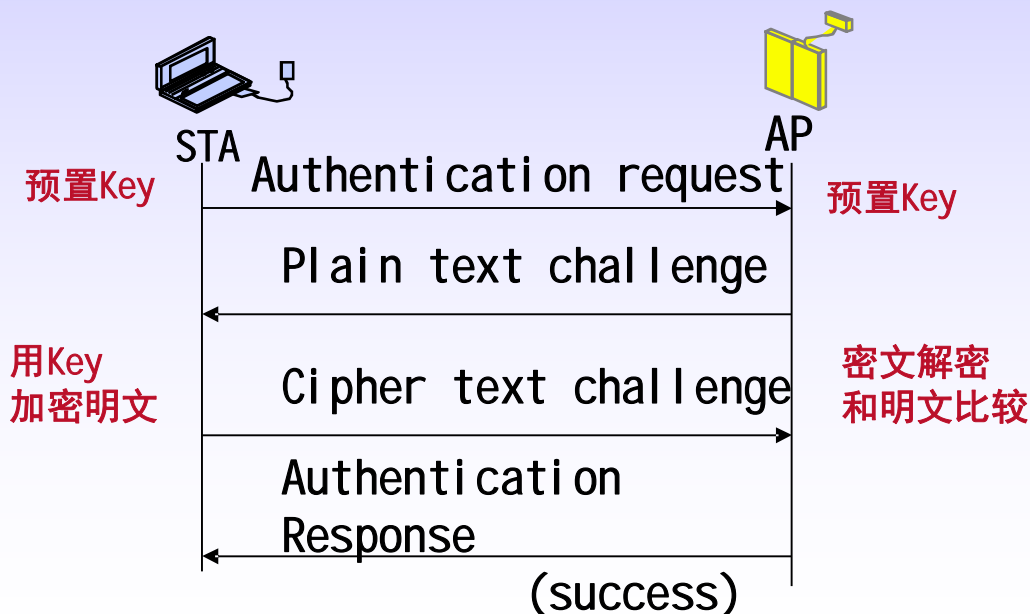 STA
AP
预置Key
Authentication request
预置Key
Plain text challenge
用Key
加密明文
Cipher text challenge
密文解密
和明文比较
Authentication
Response
(success)